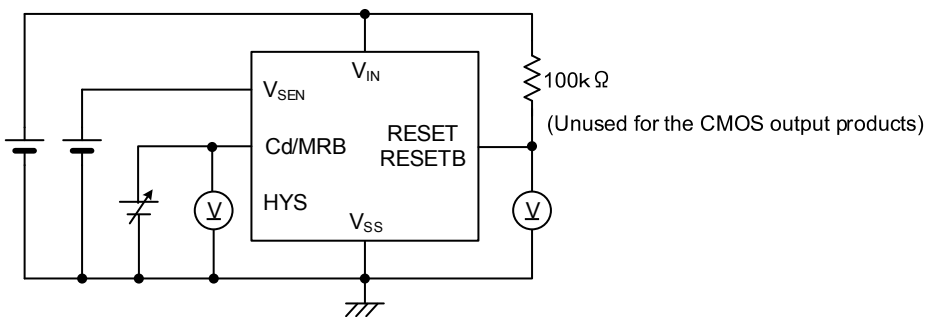 V_IN
V_SEN
100kΩ
(Unused for the CMOS output products)
RESET
Cd/MRB
RESETB
V
V
HYS
V_SS